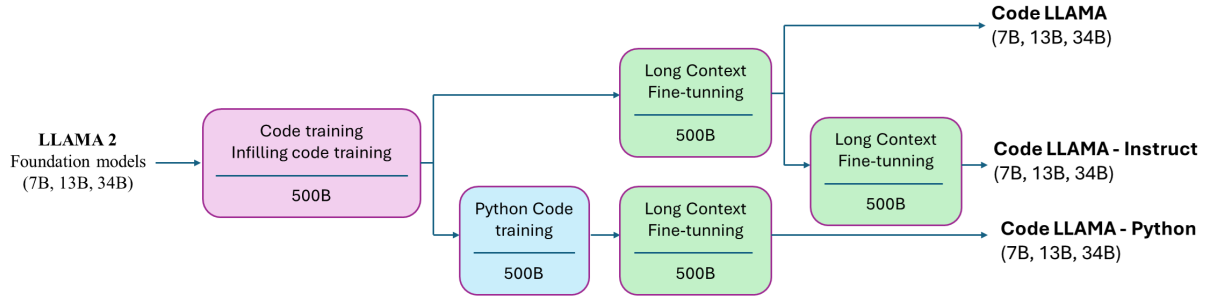 LLAMA 2
Foundation models
(7B, 13B, 34B)
Code training
Infilling code training
500B
Python Code
training
500B
Long Context
Fine-tunning
500B
Long Context
Fine-tunning
500B
Long Context
Fine-tunning
500B
Code LLAMA
(7B, 13B, 34B)
Code LLAMA - Instruct
(7B, 13B, 34B)
Code LLAMA - Python
(7B, 13B, 34B)